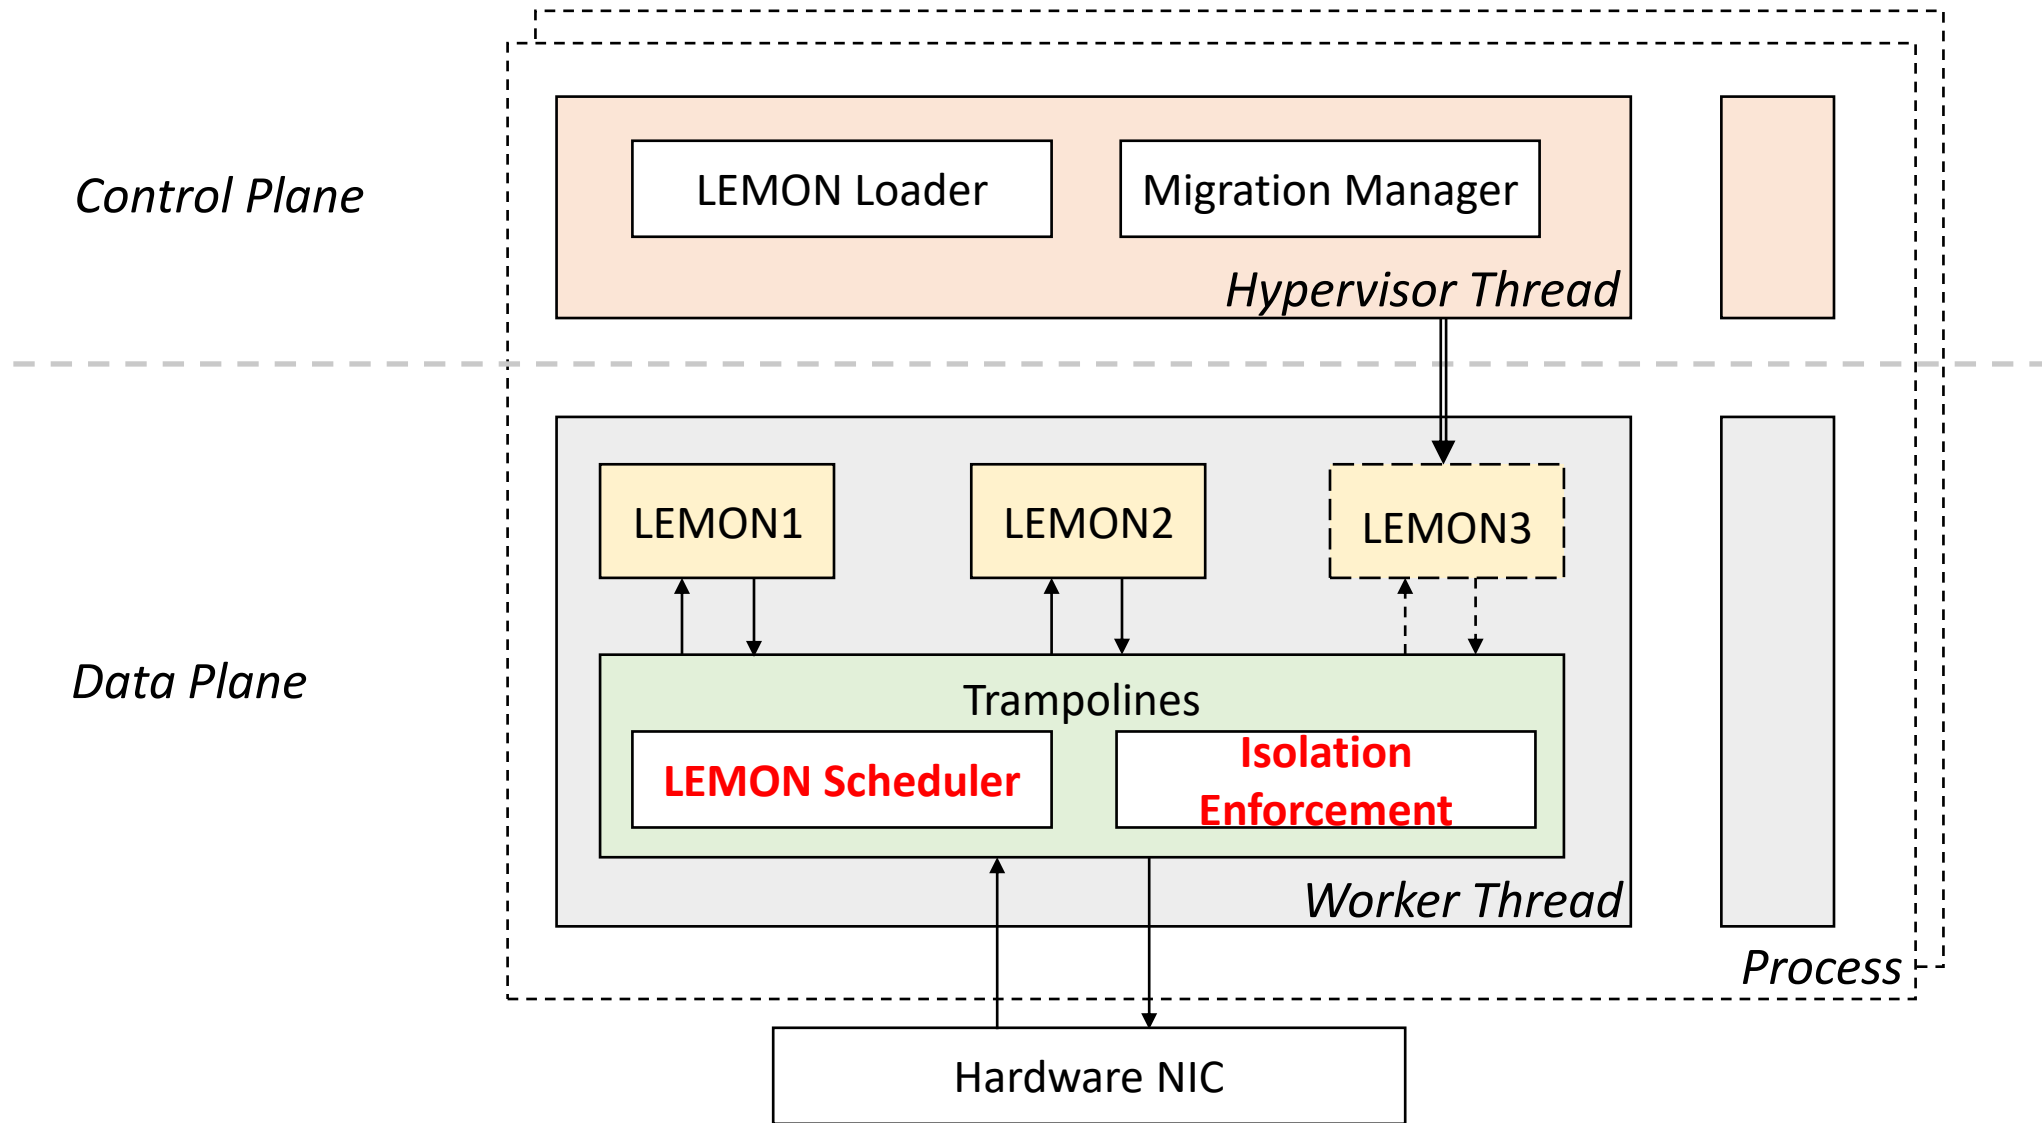 Control Plane
LEMON Loader
Migration Manager
Hypervisor Thread
LEMON1
LEMON2
LEMON3
Data Plane
Trampolines
LEMON Scheduler
Isolation
Enforcement
Worker Thread
Process
Hardware NIC